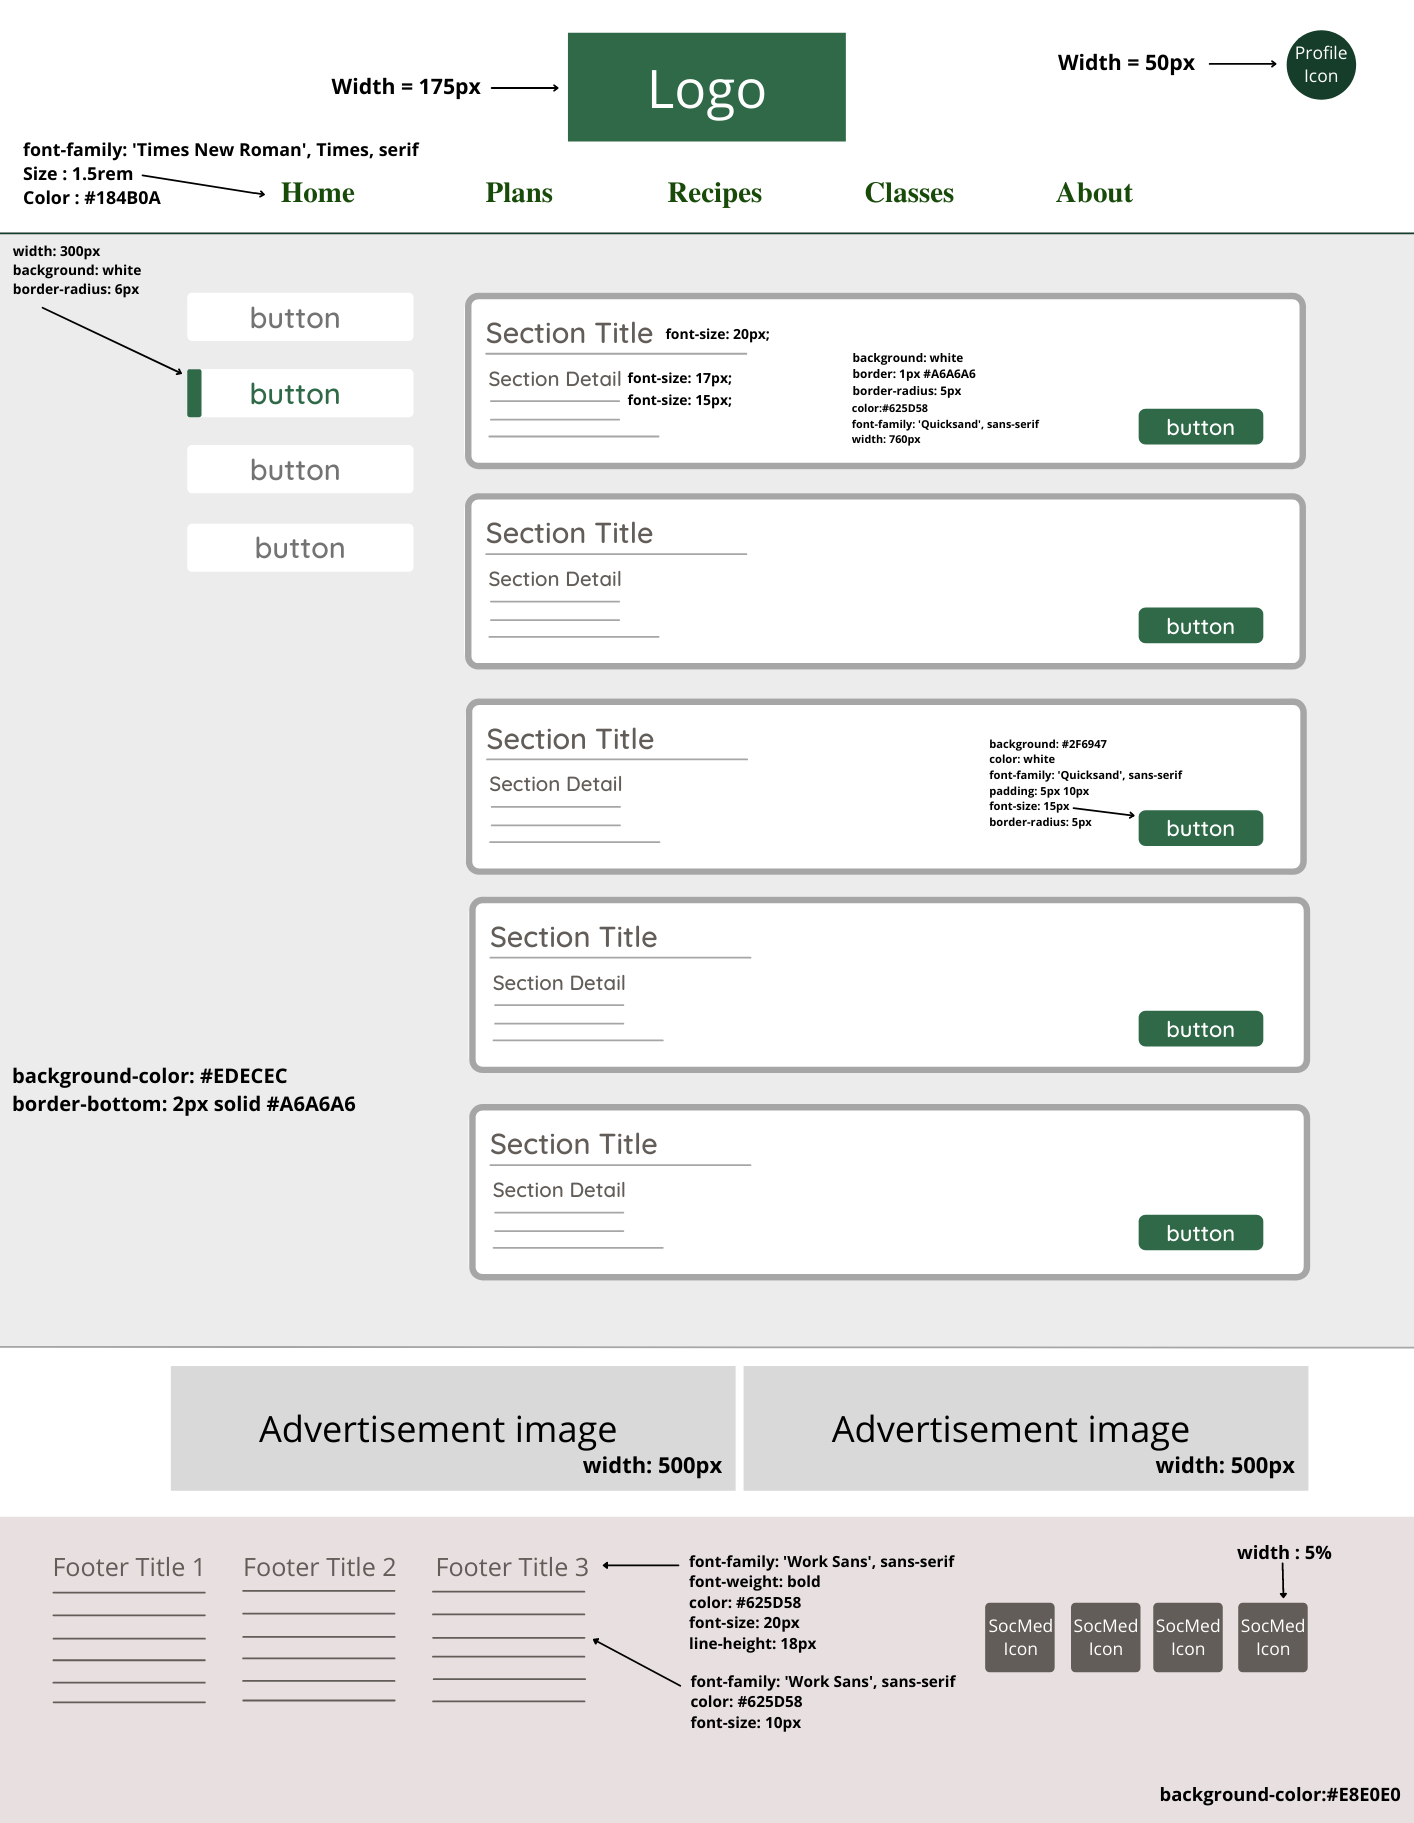 Width = 175px
Logo
Width = 50px
Profile
Icon
font-family: 'Times New Roman', Times, serif
Size : 1.5rem
Color : #184B0A
Home
Plans
Recipes
Classes
About
width: 300px
background: white
border-radius: 6px
button
button
button
button
Section Title
font-size: 20px;
Section Detail
font-size: 17px;
font-size: 15px;
background: white
border: 1px #A6A6A6
border-radius: 5px
color:#625D58
font-family: 'Quicksand', sans-serif
width: 760px
button
Section Title
Section Detail
button
Section Title
Section Detail
background: #2F6947
color: white
font-family: 'Quicksand', sans-serif
padding: 5px 10px
font-size: 15px
border-radius: 5px
button
Section Title
Section Detail
button
background-color: #EDECEC
border-bottom: 2px solid #A6A6A6
Section Title
Section Detail
button
Advertisement image
width: 500px
Advertisement image
width: 500px
Footer Title 1
Footer Title 2
Footer Title 3
font-family: 'Work Sans', sans-serif
font-weight: bold
color: #625D58
font-size: 20px
line-height: 18px
font-family: 'Work Sans', sans-serif
color: #625D58
font-size: 10px
width : 5%
SocMed
Icon
SocMed
Icon
SocMed
Icon
SocMed
Icon
background-color:#E8E0E0